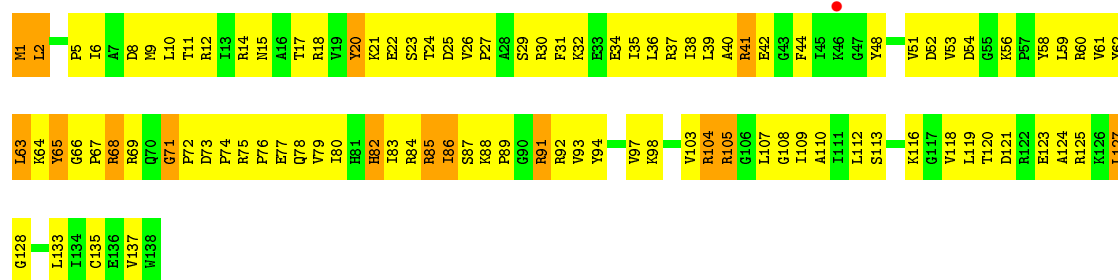 M1 L2 P5 I6 A7 D8 M9 L10 T11 R12 I13 R14 N15 A16 T17 R18 V19 Y20 K21 E22 S23 T24 D25 V26 P27 A28 S29 R30 F31 K32 E33 E34 I35 L36 R37 I38 L39 A40 R41 E42 G43 F44 I45 K46 G47 Y48 V51 D52 V53 D54 G55 K56 P57 Y58 L59 R60 V61 Y62
L63 K64 Y65 G66 P67 R68 R69 Q70 G71 P72 D73 P74 R75 P76 E77 Q78 V79 I80 H81 H82 I83 R84 R85 I86 S87 K88 P89 G90 R91 R92 V93 Y94 V97 K98 V103 R104 R105 G106 L107 G108 I109 A110 I111 L112 S113 K116 G117 V118 L119 T120 D121 R122 E123 A124 R125 K126 L127
G128 L133 I134 C135 E136 V137 W138